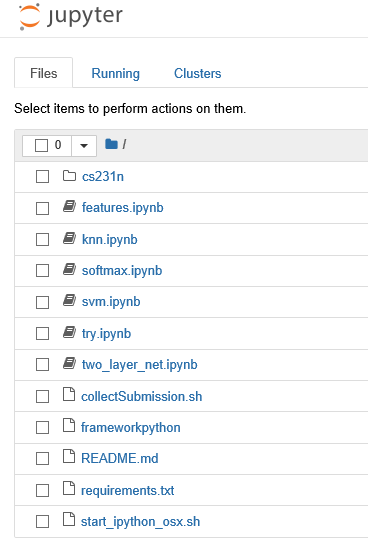 jupyter
Files Running Clusters
Select items to perform actions on them.
0 /
cs231n
features.ipynb
knn.ipynb
softmax.ipynb
svm.ipynb
try.ipynb
two_layer_net.ipynb
collectSubmission.sh
frameworkpython
README.md
requirements.txt
start_ipython_osx.sh